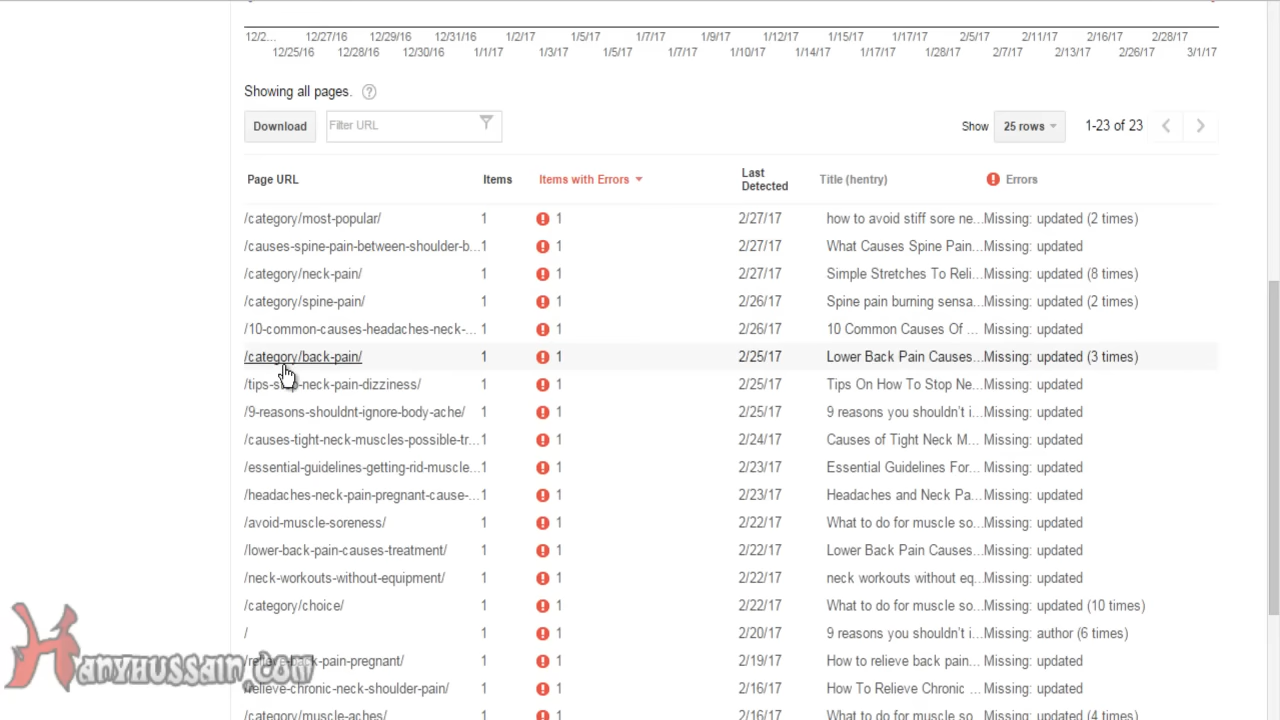 12/2... 12/27/16 12/29/16 12/31/16 1/2/17 1/5/17 1/7/17 1/9/17 1/12/17 1/15/17 1/17/17 2/5/17 2/11/17 2/16/17 2/28/17
12/25/16 12/28/16 12/30/16 1/1/17 1/3/17 1/5/17 1/7/17 1/10/17 1/14/17 1/17/17 1/28/17 2/7/17 2/13/17 2/26/17 3/1/17
Showing all pages. ?
Download Filter URL Show 25 rows 1-23 of 23
Page URL Items Items with Errors Last Detected Title (hentry) Errors
/category/most-popular/ 1 1 2/27/17 how to avoid stiff sore ne... Missing: updated (2 times)
/causes-spine-pain-between-shoulder-b... 1 1 2/27/17 What Causes Spine Pain... Missing: updated
/category/neck-pain/ 1 1 2/27/17 Simple Stretches To Reli... Missing: updated (8 times)
/category/spine-pain/ 1 1 2/26/17 Spine pain burning sensa... Missing: updated (2 times)
/10-common-causes-headaches-neck-... 1 1 2/26/17 10 Common Causes Of ... Missing: updated
/category/back-pain/ 1 1 2/25/17 Lower Back Pain Causes... Missing: updated (3 times)
/tips-stop-neck-pain-dizziness/ 1 1 2/25/17 Tips On How To Stop Ne... Missing: updated
/9-reasons-shouldnt-ignore-body-ache/ 1 1 2/25/17 9 reasons you shouldn't i... Missing: updated
/causes-tight-neck-muscles-possible-tr... 1 1 2/24/17 Causes of Tight Neck M... Missing: updated
/essential-guidelines-getting-rid-muscle... 1 1 2/23/17 Essential Guidelines For... Missing: updated
/headaches-neck-pain-pregnant-cause-... 1 1 2/23/17 Headaches and Neck Pa... Missing: updated
/avoid-muscle-soreness/ 1 1 2/22/17 What to do for muscle so... Missing: updated
/lower-back-pain-causes-treatment/ 1 1 2/22/17 Lower Back Pain Causes... Missing: updated
/neck-workouts-without-equipment/ 1 1 2/22/17 neck workouts without eq... Missing: updated
/category/choice/ 1 1 2/22/17 What to do for muscle so... Missing: updated (10 times)
/ 1 1 2/20/17 9 reasons you shouldn't i... Missing: author (6 times)
/relieve-back-pain-pregnant/ 1 1 2/19/17 How to relieve back pain... Missing: updated
/relieve-chronic-neck-shoulder-pain/ 1 1 2/16/17 How To Relieve Chronic ... Missing: updated
/category/muscle-aches/ 1 1 2/16/17 What to do for muscle so... Missing: updated (4 times)
HanyHussain.com